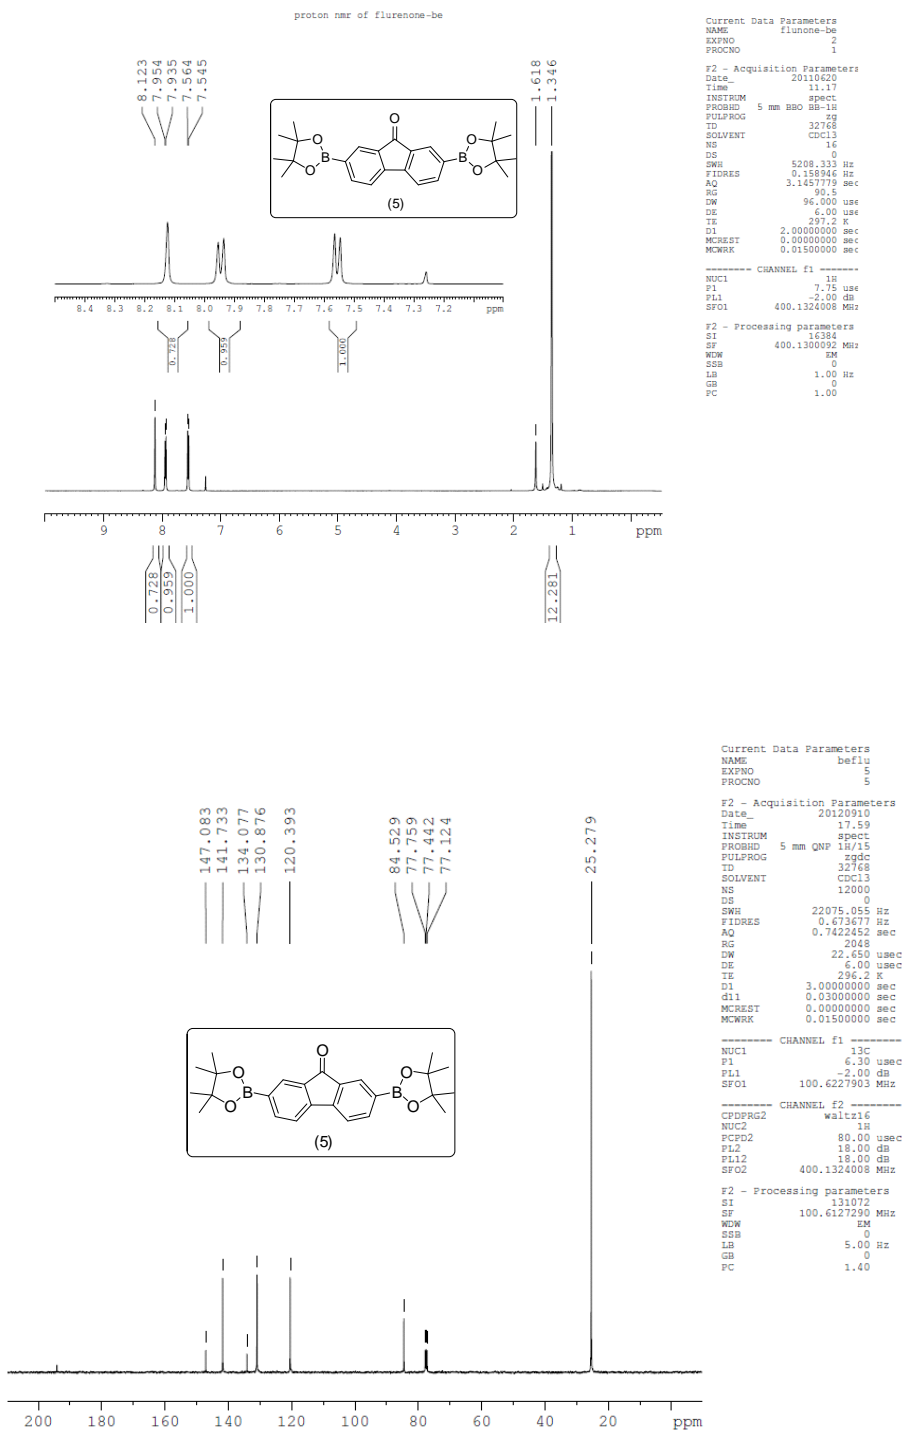 proton nmr of flurenone-be
8.123
7.954
7.935
7.564
7.545
1.618
1.346
O
O
B
O
O
B
O
(5)
8.4 8.3 8.2 8.1 8.0 7.9 7.8 7.7 7.6 7.5 7.4 7.3 7.2 ppm
0.728
0.959
1.000
9 8 7 6 5 4 3 2 1 ppm
0.728
0.959
1.000
12.281
Current Data Parameters
NAME flunone-be
EXPNO 2
PROCNO 1
F2 - Acquisition Parameters
Date_ 20110620
Time 11.17
INSTRUM spect
PROBHD 5 mm BBO BB-1H
PULPROG zg
TD 32768
SOLVENT CDCl3
NS 16
DS 0
SWH 5208.333 Hz
FIDRES 0.158946 Hz
AQ 3.1457779 sec
RG 90.5
DW 96.000 use
DE 6.00 use
TE 297.2 K
D1 2.00000000 sec
MCREST 0.00000000 sec
MCWRK 0.01500000 sec
======== CHANNEL f1 ========
NUC1 1H
P1 7.75 use
PL1 -2.00 dB
SFO1 400.1324008 MHz
F2 - Processing parameters
SI 16384
SF 400.1300092 MHz
WDW EM
SSB 0
LB 1.00 Hz
GB 0
PC 1.00
147.083
141.733
134.077
130.876
120.393
84.529
77.759
77.442
77.124
25.279
O
O
B
O
O
B
O
(5)
200 180 160 140 120 100 80 60 40 20 ppm
Current Data Parameters
NAME beflu
EXPNO 5
PROCNO 5
F2 - Acquisition Parameters
Date_ 20120910
Time 17.59
INSTRUM spect
PROBHD 5 mm QNP 1H/15
PULPROG zgdc
TD 32768
SOLVENT CDCl3
NS 12000
DS 0
SWH 22075.055 Hz
FIDRES 0.673677 Hz
AQ 0.7422452 sec
RG 2048
DW 22.650 usec
DE 6.00 usec
TE 296.2 K
D1 3.00000000 sec
d11 0.03000000 sec
MCREST 0.00000000 sec
MCWRK 0.01500000 sec
======== CHANNEL f1 ========
NUC1 13C
P1 6.30 usec
PL1 -2.00 dB
SFO1 100.6227903 MHz
======== CHANNEL f2 ========
CPDPRG2 waltz16
NUC2 1H
PCPD2 80.00 usec
PL2 18.00 dB
PL12 18.00 dB
SFO2 400.1324008 MHz
F2 - Processing parameters
SI 131072
SF 100.6127290 MHz
WDW EM
SSB 0
LB 5.00 Hz
GB 0
PC 1.40